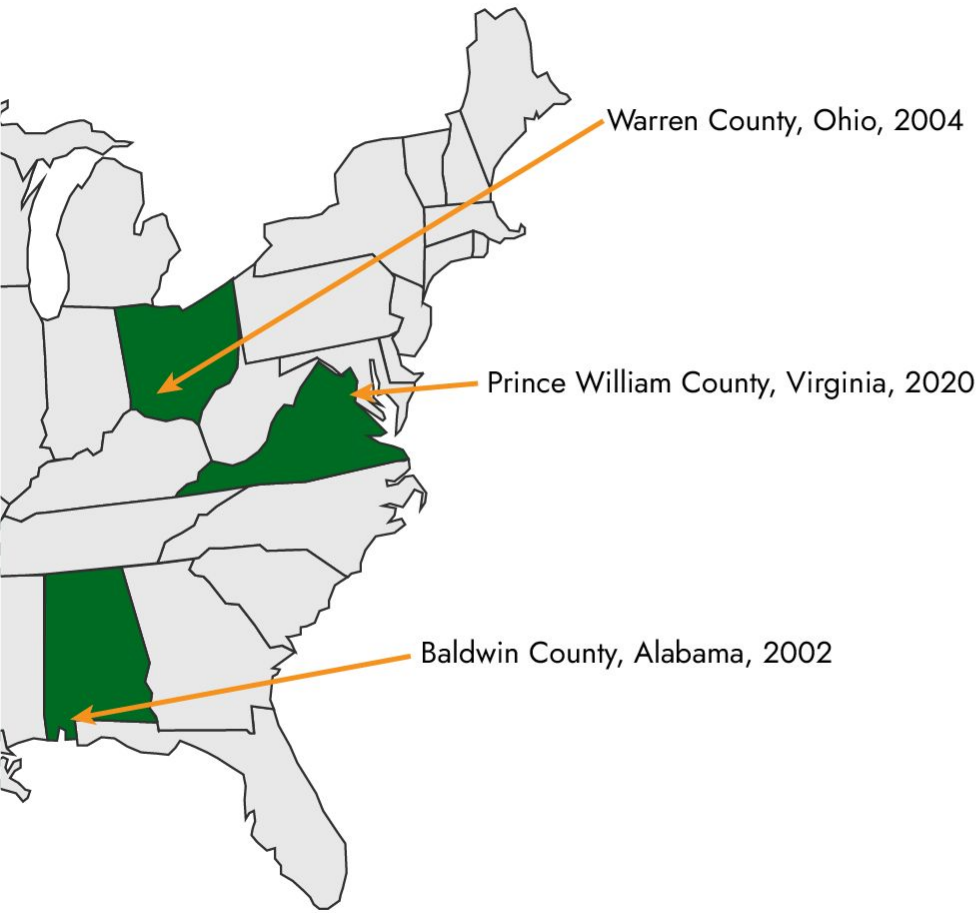 Warren County, Ohio, 2004
Prince William County, Virginia, 2020
Baldwin County, Alabama, 2002